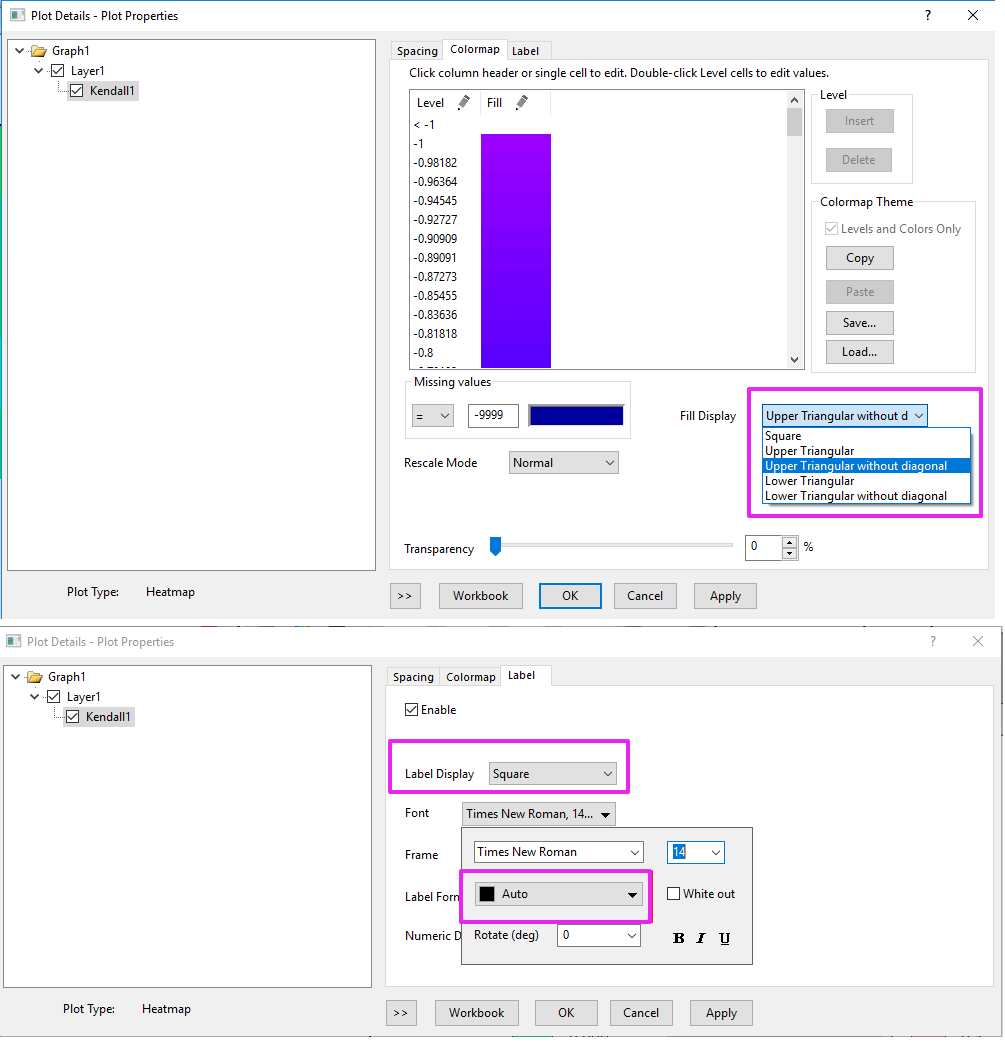 Plot Details - Plot Properties
?
Graph1
Layer1
Kendall1
Spacing Colormap Label
Click column header or single cell to edit. Double-click Level cells to edit values.
Level Fill
< -1
-1
-0.98182
-0.96364
-0.94545
-0.92727
-0.90909
-0.89091
-0.87273
-0.85455
-0.83636
-0.81818
-0.8
Level
Insert
Delete
Colormap Theme
Levels and Colors Only
Copy
Paste
Save...
Load...
Missing values
= -9999
Rescale Mode Normal
Fill Display Upper Triangular without d
Square
Upper Triangular
Upper Triangular without diagonal
Lower Triangular
Lower Triangular without diagonal
Transparency 0 %
Plot Type: Heatmap
>> Workbook OK Cancel Apply
Plot Details - Plot Properties
?
Graph1
Layer1
Kendall1
Spacing Colormap Label
Enable
Label Display Square
Font Times New Roman, 14...
Frame Times New Roman 14
Label Forn Auto White out
Numeric D Rotate (deg) 0 B I U
Plot Type: Heatmap
>> Workbook OK Cancel Apply